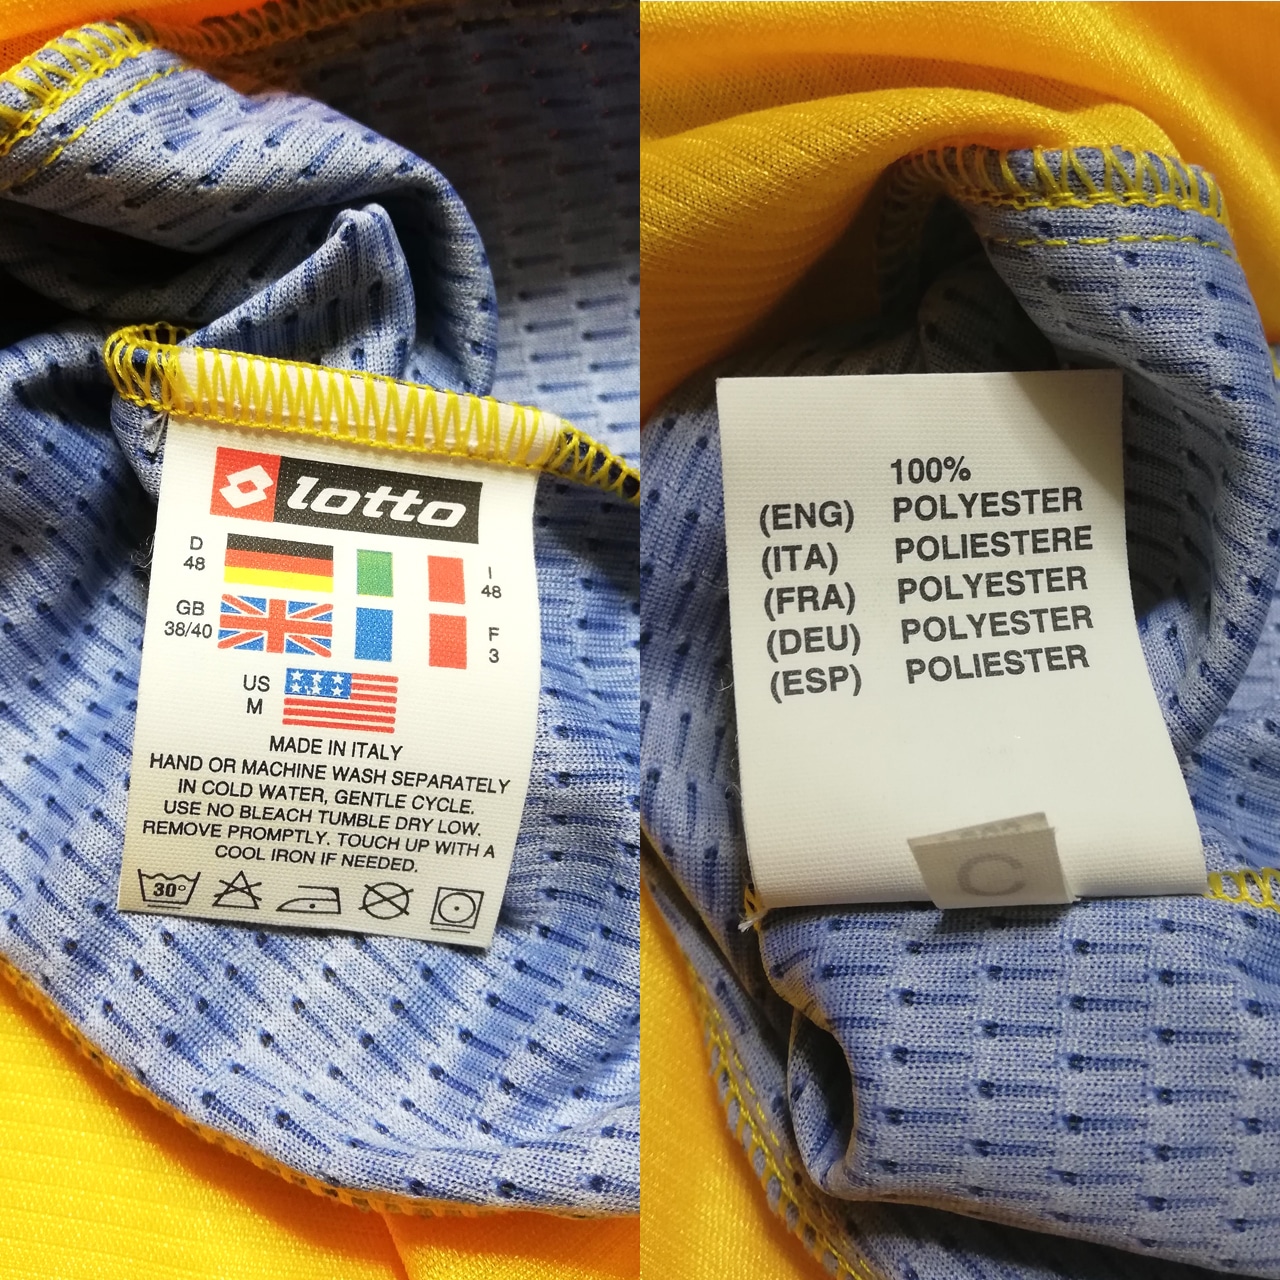 lotto
D
48
I
48
GB
38/40
F
3
US
M
MADE IN ITALY
HAND OR MACHINE WASH SEPARATELY
IN COLD WATER, GENTLE CYCLE.
USE NO BLEACH TUMBLE DRY LOW.
REMOVE PROMPTLY. TOUCH UP WITH A
COOL IRON IF NEEDED.
30°
100%
(ENG) POLYESTER
(ITA) POLIESTERE
(FRA) POLYESTER
(DEU) POLYESTER
(ESP) POLIESTER
C